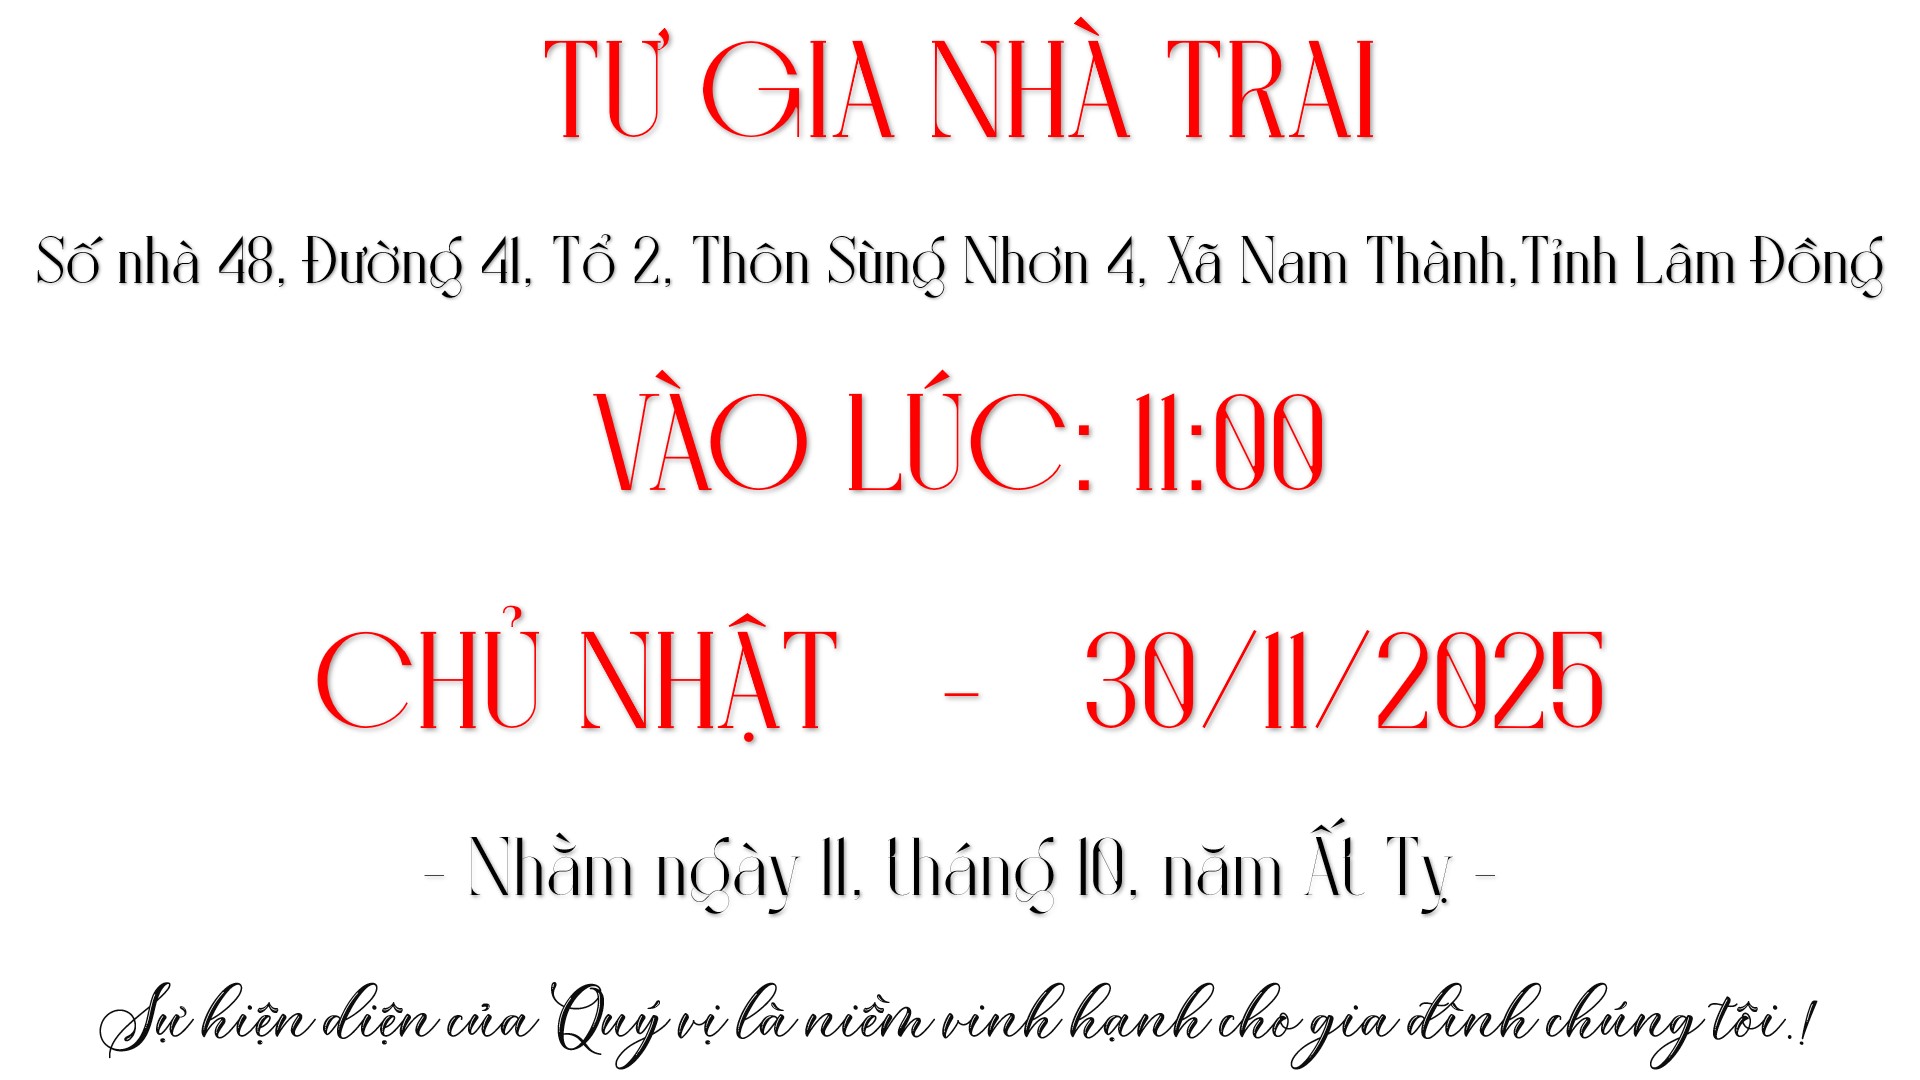 TƯ GIA NHÀ TRAI
Số nhà 48, Đường 41, Tổ 2, Thôn Sùng Nhơn 4, Xã Nam Thành,Tỉnh Lâm Đồng
VÀO LÚC: 11:00
CHỦ NHẬT - 30/11/2025
- Nhằm ngày 11, tháng 10, năm Ất Tỵ -
Sự hiện diện của Quý vị là niềm vinh hạnh cho gia đình chúng tôi.!